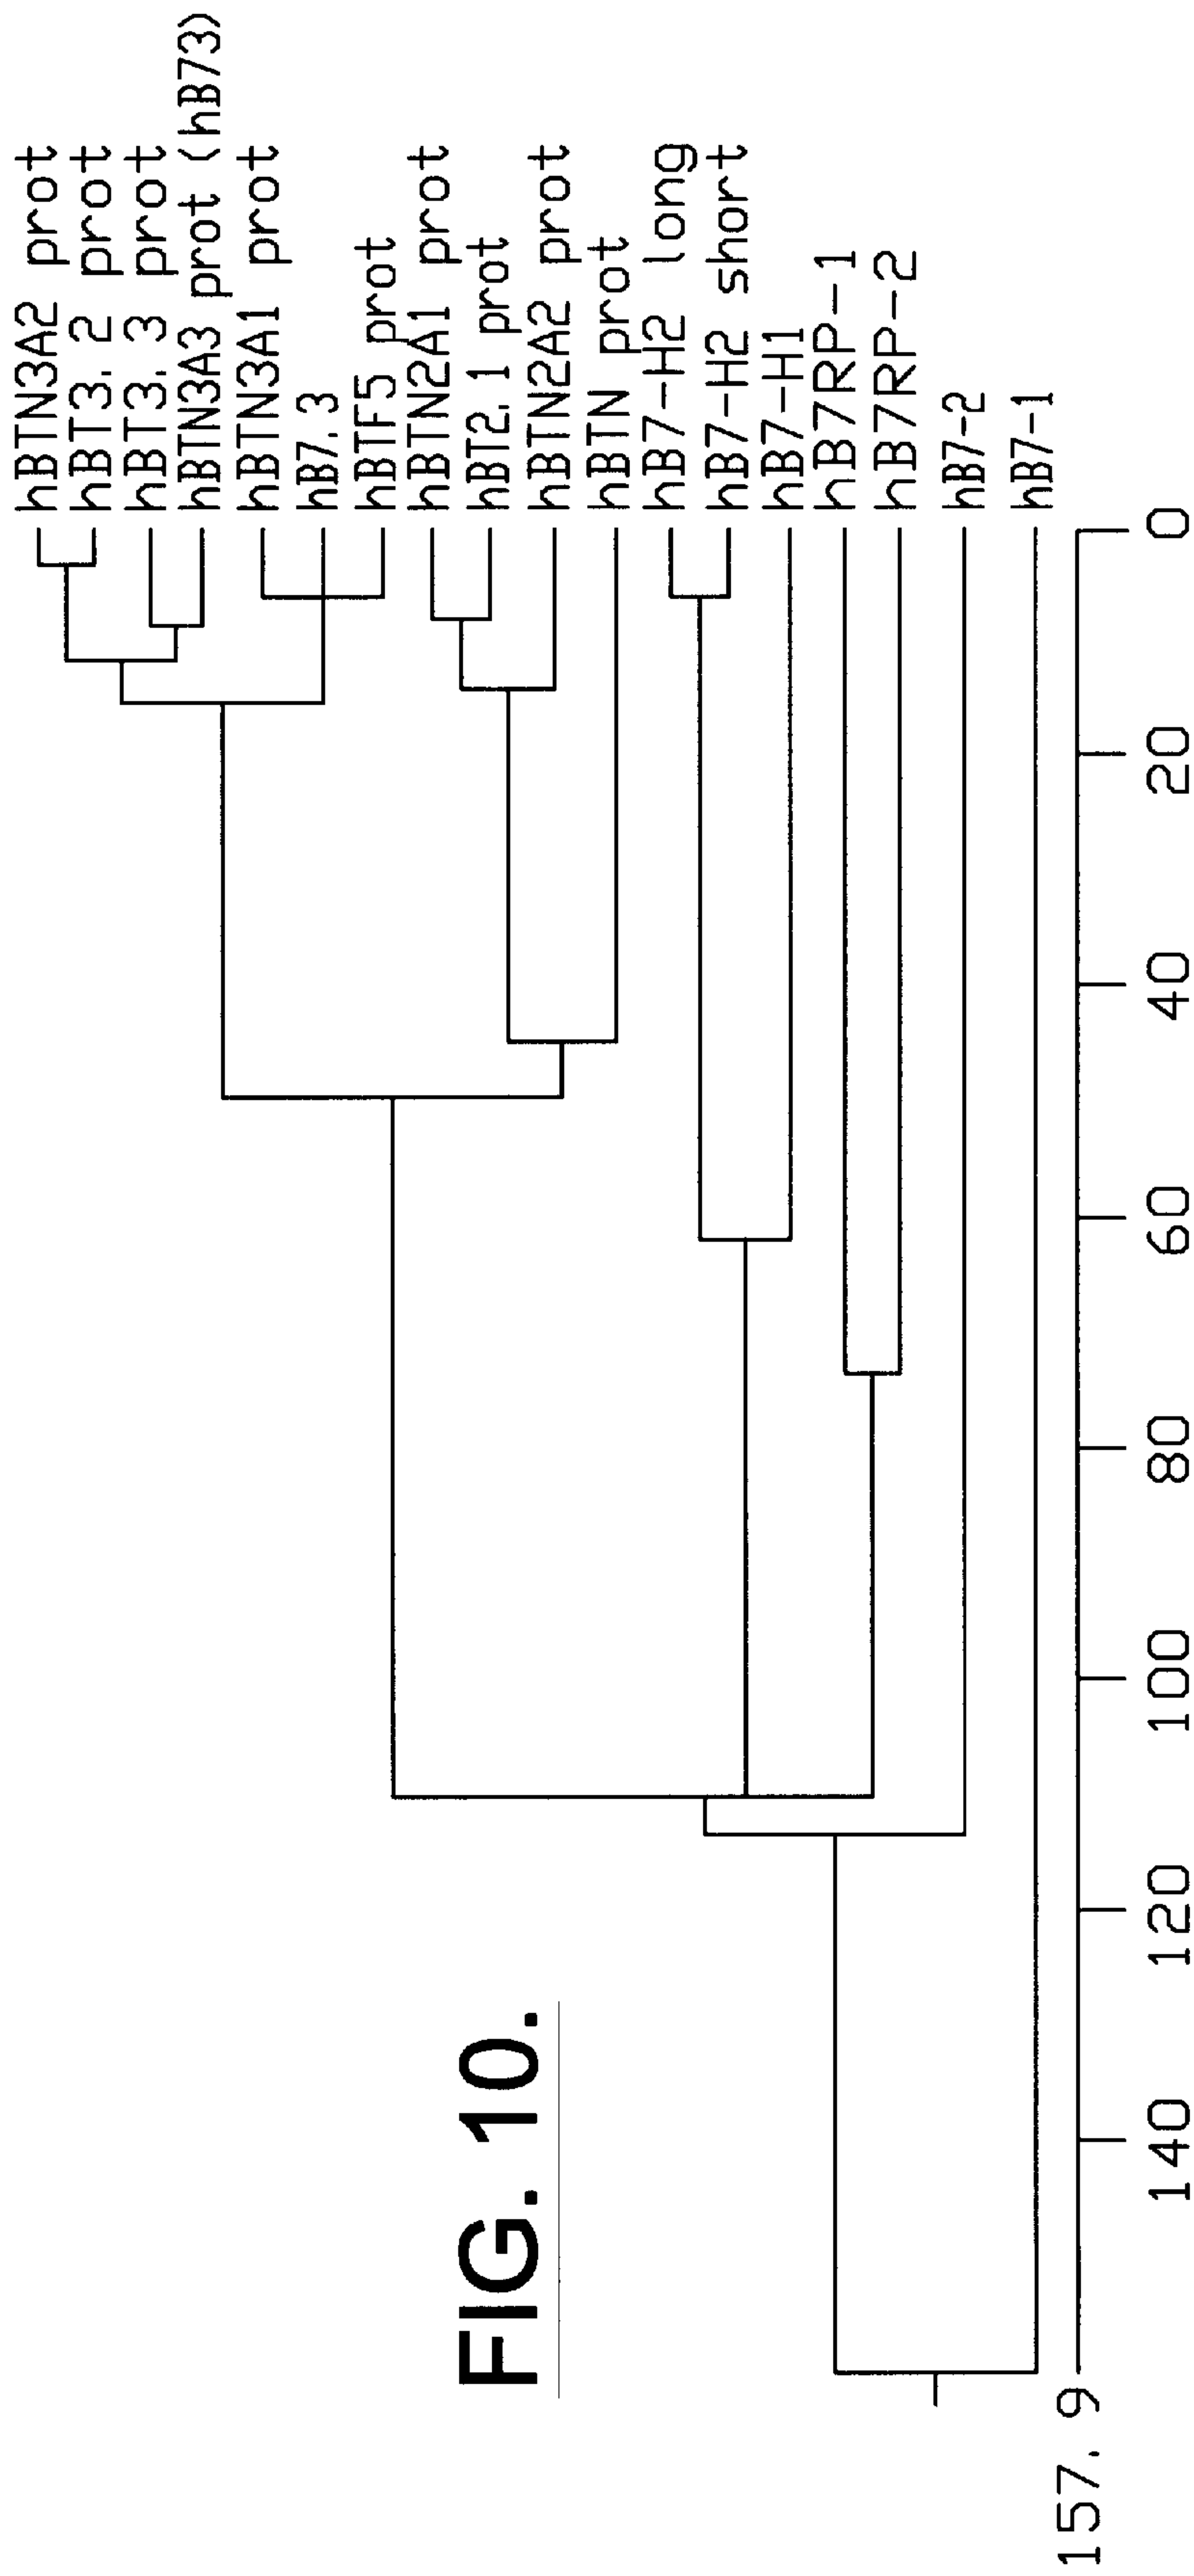 hBTN3A2 prot
hBT3.2 prot
hBT3.3 prot
hBTN3A3 prot (hB73)
hBTN3A1 prot
hB7.3
hBTF5 prot
hBTN2A1 prot
hBT2.1 prot
hBTN2A2 prot
hBTN prot
hB7-H2 long
hB7-H2 short
hB7-H1
hB7RP-1
hB7RP-2
hB7-2
hB7-1
157.9
140 120 100 80 60 40 20 0
FIG. 10.